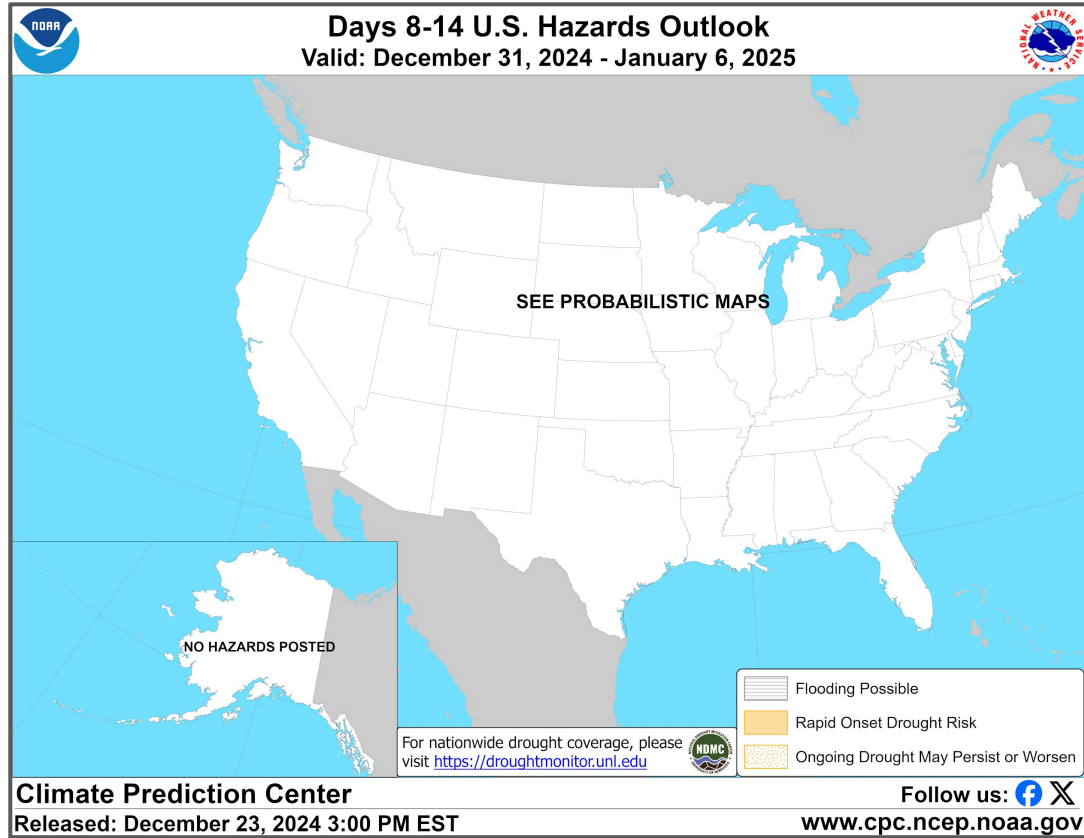 NOAA
Days 8-14 U.S. Hazards Outlook
Valid: December 31, 2024 - January 6, 2025
NATIONAL WEATHER SERVICE
SEE PROBABILISTIC MAPS
NO HAZARDS POSTED
For nationwide drought coverage, please
visit https://droughtmonitor.unl.edu
NDMC
Flooding Possible
Rapid Onset Drought Risk
Ongoing Drought May Persist or Worsen
Climate Prediction Center
Released: December 23, 2024 3:00 PM EST
Follow us:
www.cpc.ncep.noaa.gov